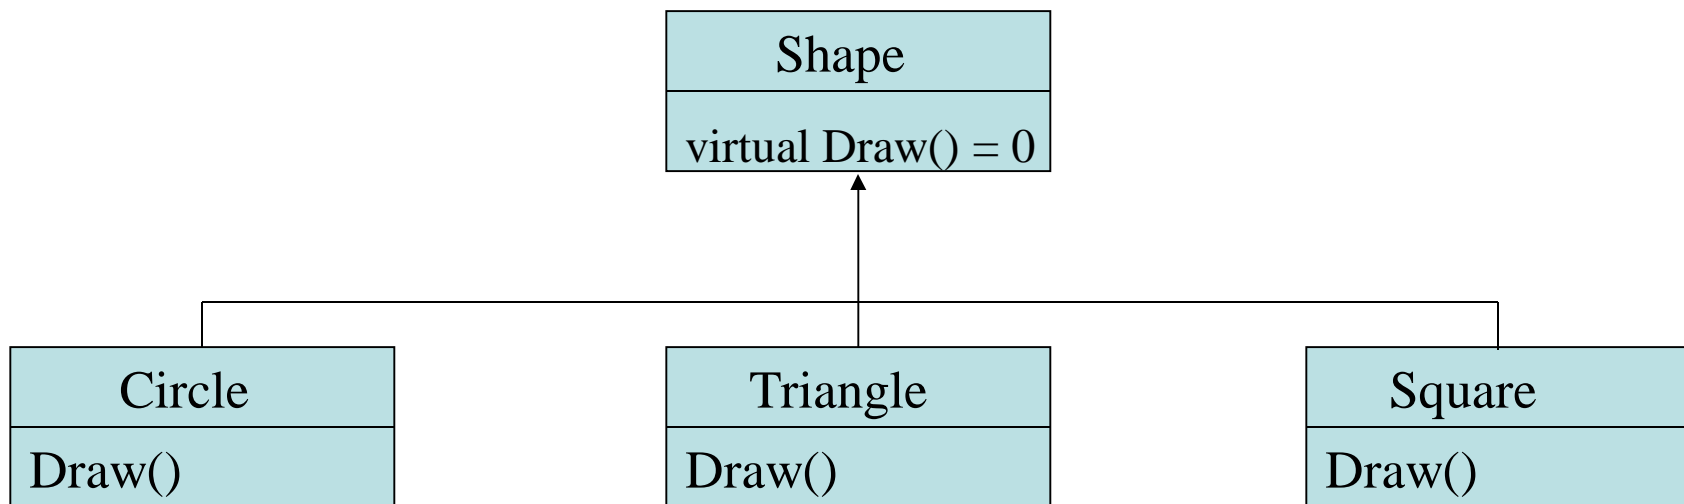 Shape
virtual Draw() = 0
Circle
Draw()
Triangle
Draw()
Square
Draw()